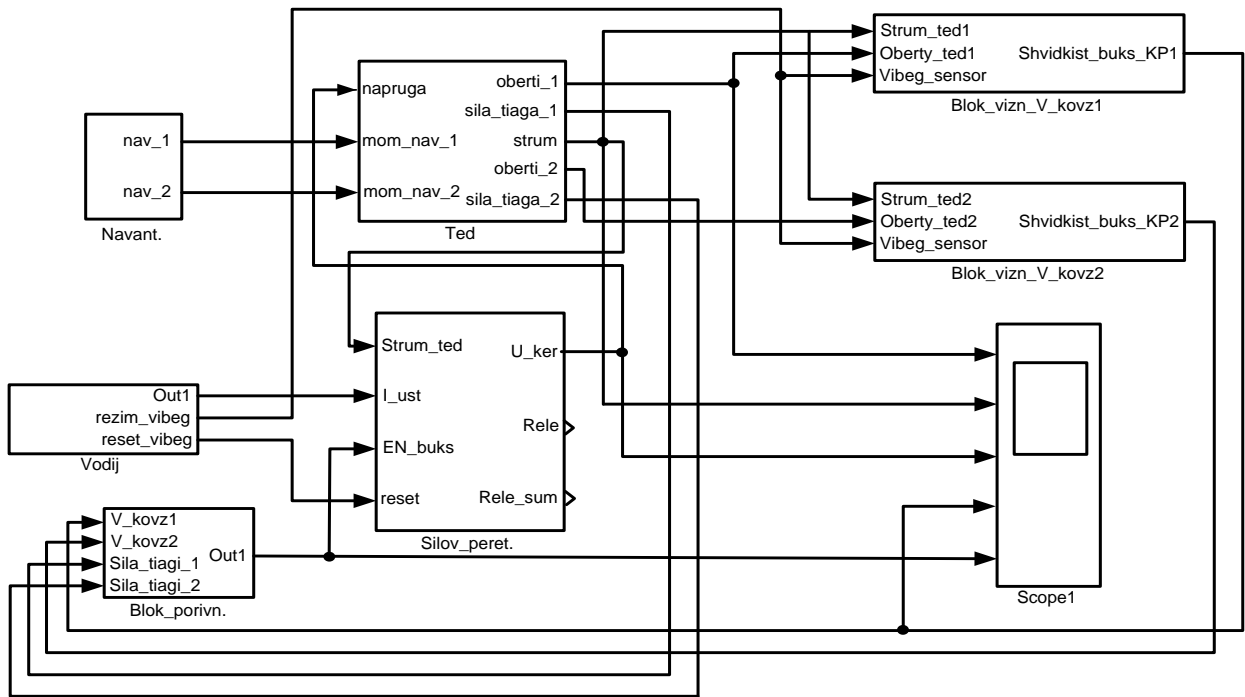 nav_1
nav_2
Navant.
napruga
mom_nav_1
mom_nav_2
oberti_1
sila_tiaga_1
strum
oberti_2
sila_tiaga_2
Ted
Strum_ted1
Oberty_ted1
Vibeg_sensor
Shvidkist_buks_KP1
Blok_vizn_V_kovz1
Strum_ted2
Oberty_ted2
Vibeg_sensor
Shvidkist_buks_KP2
Blok_vizn_V_kovz2
Out1
rezim_vibeg
reset_vibeg
Vodij
Strum_ted
I_ust
EN_buks
reset
U_ker
Rele
Rele_sum
Silov_peret.
V_kovz1
V_kovz2
Sila_tiagi_1
Sila_tiagi_2
Out1
Blok_porivn.
Scope1